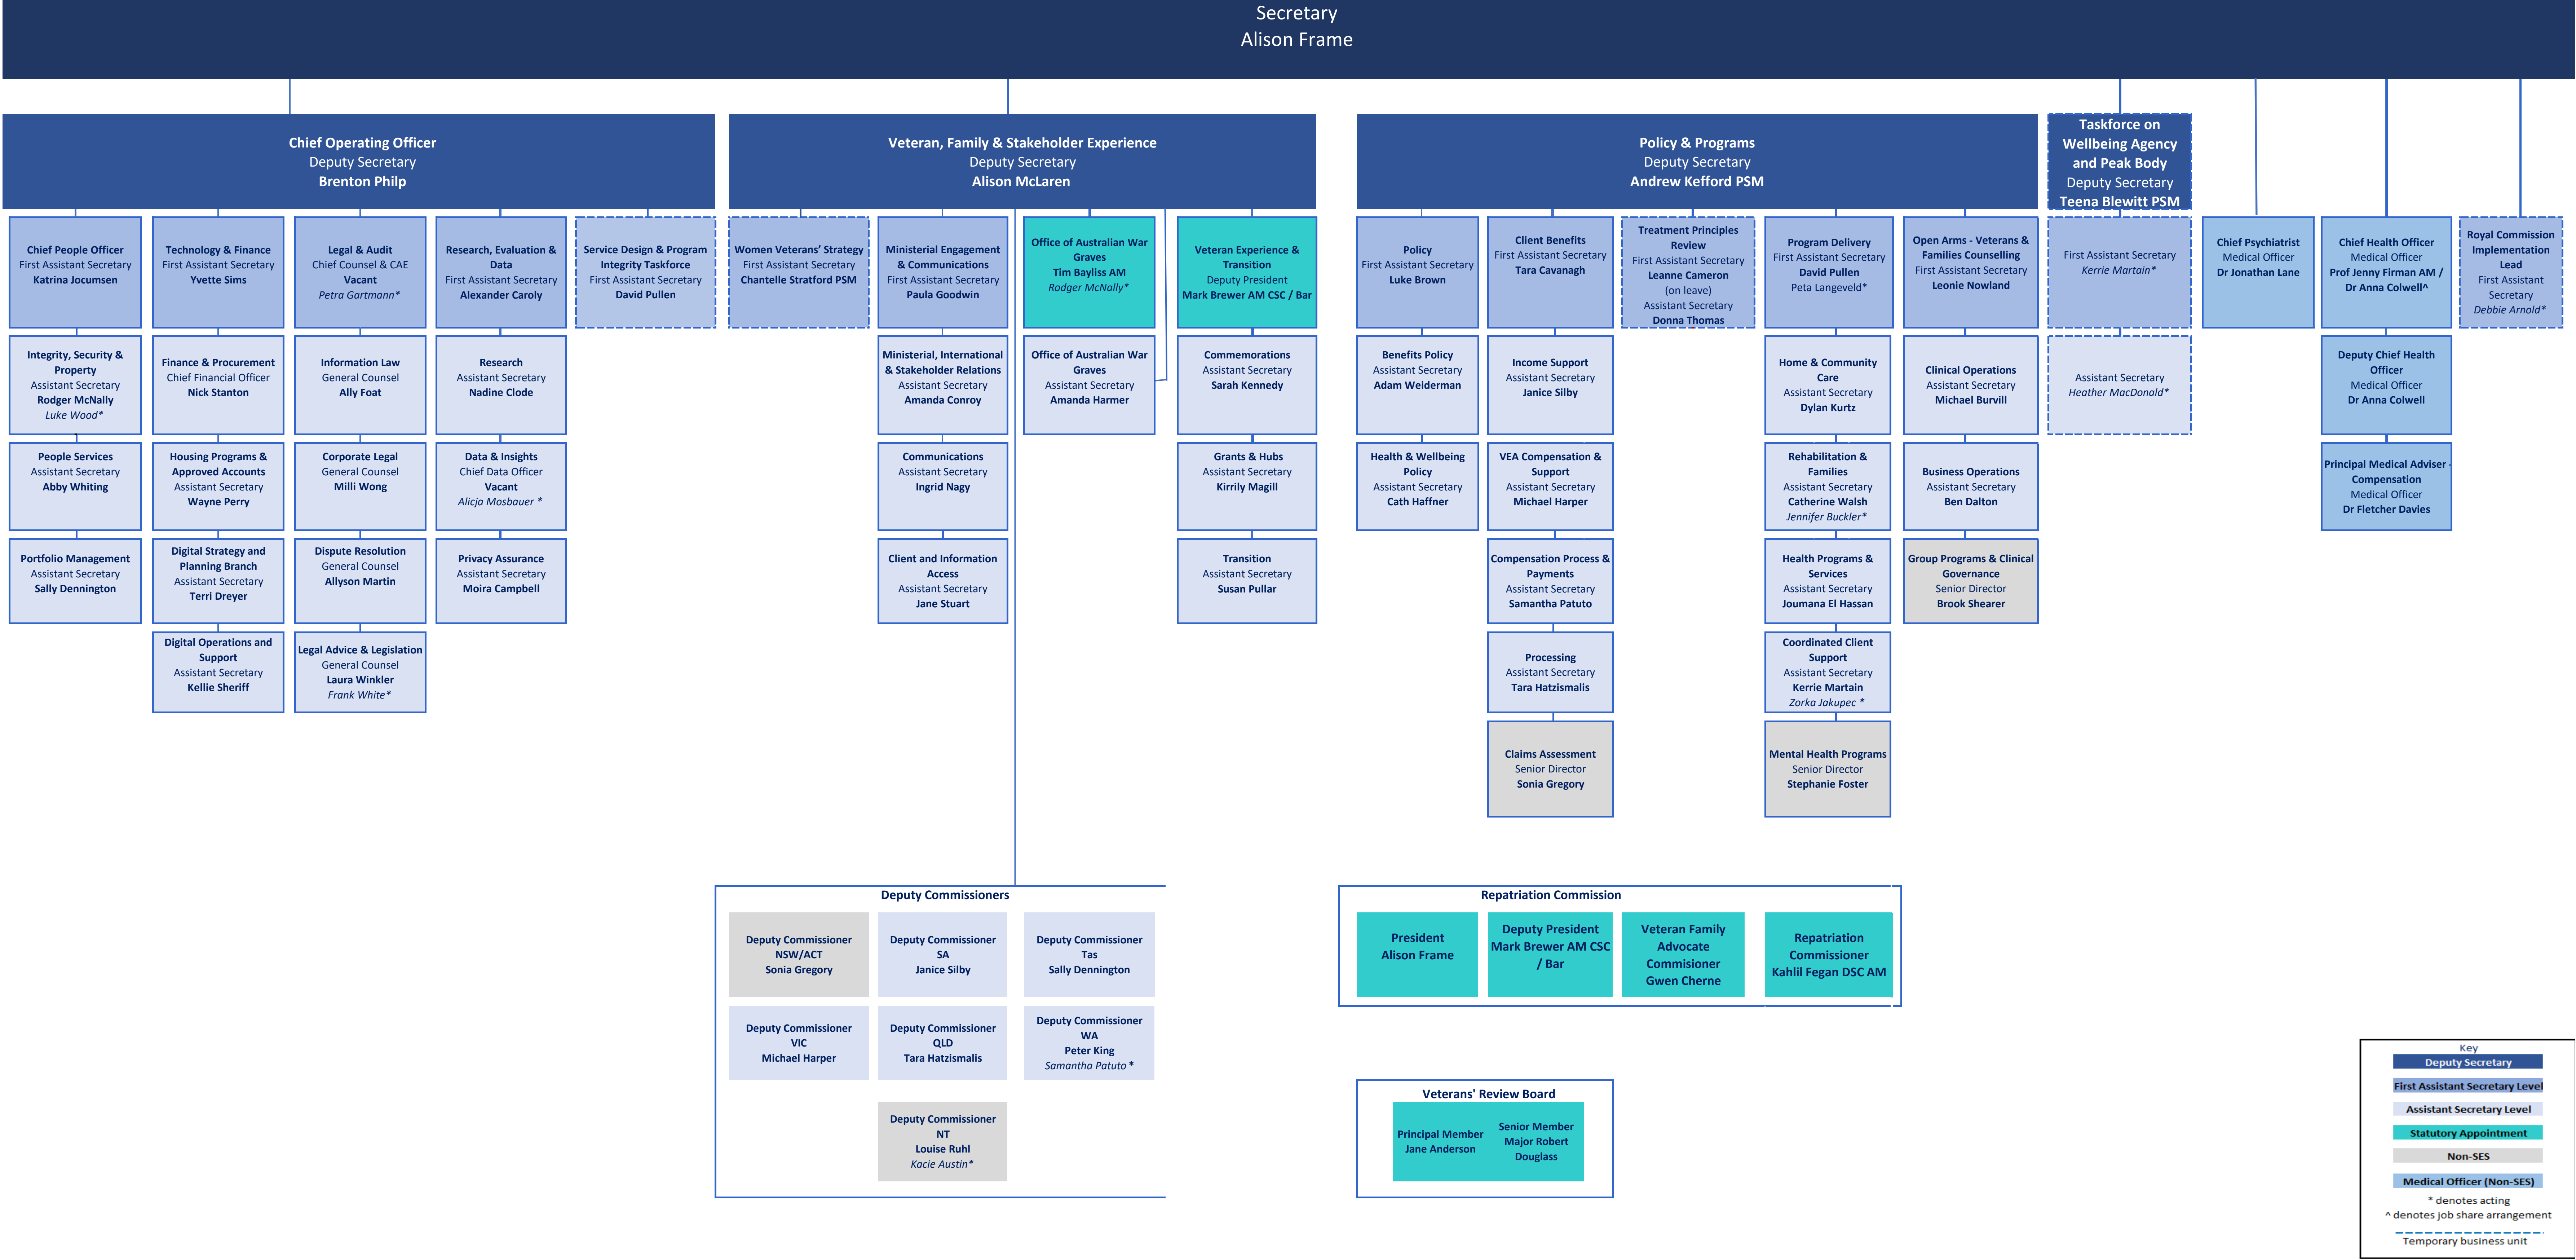 Secretary
Alison Frame
Chief Operating Officer
Deputy Secretary
Brenton Philp
Chief People Officer
First Assistant Secretary
Katrina Jocumsen
Integrity, Security &
Property
Assistant Secretary
Rodger McNally
Luke Wood*
People Services
Assistant Secretary
Abby Whiting
Portfolio Management
Assistant Secretary
Sally Dennington
Technology & Finance
First Assistant Secretary
Yvette Sims
Finance & Procurement
Chief Financial Officer
Nick Stanton
Housing Programs &
Approved Accounts
Assistant Secretary
Wayne Perry
Digital Strategy and
Planning Branch
Assistant Secretary
Terri Dreyer
Digital Operations and
Support
Assistant Secretary
Kellie Sheriff
Legal & Audit
Chief Counsel & CAE
Vacant
Petra Gartmann*
Information Law
General Counsel
Ally Foat
Corporate Legal
General Counsel
Milli Wong
Dispute Resolution
General Counsel
Allyson Martin
Legal Advice & Legislation
General Counsel
Laura Winkler
Frank White*
Research, Evaluation &
Data
First Assistant Secretary
Alexander Caroly
Research
Assistant Secretary
Nadine Clode
Data & Insights
Chief Data Officer
Vacant
Alicja Mosbauer *
Privacy Assurance
Assistant Secretary
Moira Campbell
Service Design & Program
Integrity Taskforce
First Assistant Secretary
David Pullen
Veteran, Family & Stakeholder Experience
Deputy Secretary
Alison McLaren
Women Veterans’ Strategy
First Assistant Secretary
Chantelle Stratford PSM
Ministerial Engagement
& Communications
First Assistant Secretary
Paula Goodwin
Ministerial, International
& Stakeholder Relations
Assistant Secretary
Amanda Conroy
Communications
Assistant Secretary
Ingrid Nagy
Client and Information
Access
Assistant Secretary
Jane Stuart
Office of Australian War
Graves
Tim Bayliss AM
Rodger McNally*
Office of Australian War
Graves
Assistant Secretary
Amanda Harmer
Veteran Experience &
Transition
Deputy President
Mark Brewer AM CSC / Bar
Commemorations
Assistant Secretary
Sarah Kennedy
Grants & Hubs
Assistant Secretary
Kirrily Magill
Transition
Assistant Secretary
Susan Pullar
Policy & Programs
Deputy Secretary
Andrew Kefford PSM
Policy
First Assistant Secretary
Luke Brown
Benefits Policy
Assistant Secretary
Adam Weiderman
Health & Wellbeing
Policy
Assistant Secretary
Cath Haffner
Client Benefits
First Assistant Secretary
Tara Cavanagh
Income Support
Assistant Secretary
Janice Silby
VEA Compensation &
Support
Assistant Secretary
Michael Harper
Compensation Process &
Payments
Assistant Secretary
Samantha Patuto
Processing
Assistant Secretary
Tara Hatzismalis
Claims Assessment
Senior Director
Sonia Gregory
Treatment Principles
Review
First Assistant Secretary
Leanne Cameron
(on leave)
Assistant Secretary
Donna Thomas
Program Delivery
First Assistant Secretary
David Pullen
Peta Langeveld*
Home & Community
Care
Assistant Secretary
Dylan Kurtz
Rehabilitation &
Families
Assistant Secretary
Catherine Walsh
Jennifer Buckler*
Health Programs &
Services
Assistant Secretary
Joumana El Hassan
Coordinated Client
Support
Assistant Secretary
Kerrie Martain
Zorka Jakupec *
Mental Health Programs
Senior Director
Stephanie Foster
Open Arms - Veterans &
Families Counselling
First Assistant Secretary
Leonie Nowland
Clinical Operations
Assistant Secretary
Michael Burvill
Business Operations
Assistant Secretary
Ben Dalton
Group Programs & Clinical
Governance
Senior Director
Brook Shearer
Taskforce on
Wellbeing Agency
and Peak Body
Deputy Secretary
Teena Blewitt PSM
First Assistant Secretary
Kerrie Martain*
Assistant Secretary
Heather MacDonald*
Chief Psychiatrist
Medical Officer
Dr Jonathan Lane
Chief Health Officer
Medical Officer
Prof Jenny Firman AM /
Dr Anna Colwell^
Deputy Chief Health
Officer
Medical Officer
Dr Anna Colwell
Principal Medical Adviser -
Compensation
Medical Officer
Dr Fletcher Davies
Royal Commission
Implementation
Lead
First Assistant
Secretary
Debbie Arnold*
Deputy Commissioners
Deputy Commissioner
NSW/ACT
Sonia Gregory
Deputy Commissioner
SA
Janice Silby
Deputy Commissioner
Tas
Sally Dennington
Deputy Commissioner
VIC
Michael Harper
Deputy Commissioner
QLD
Tara Hatzismalis
Deputy Commissioner
WA
Peter King
Samantha Patuto *
Deputy Commissioner
NT
Louise Ruhl
Kacie Austin*
Repatriation Commission
President
Alison Frame
Deputy President
Mark Brewer AM CSC
/ Bar
Veteran Family
Advocate
Commisioner
Gwen Cherne
Repatriation
Commissioner
Kahlil Fegan DSC AM
Veterans' Review Board
Principal Member
Jane Anderson
Senior Member
Major Robert
Douglass
Key
Deputy Secretary
First Assistant Secretary Level
Assistant Secretary Level
Statutory Appointment
Non-SES
Medical Officer (Non-SES)
* denotes acting
^ denotes job share arrangement
Temporary business unit